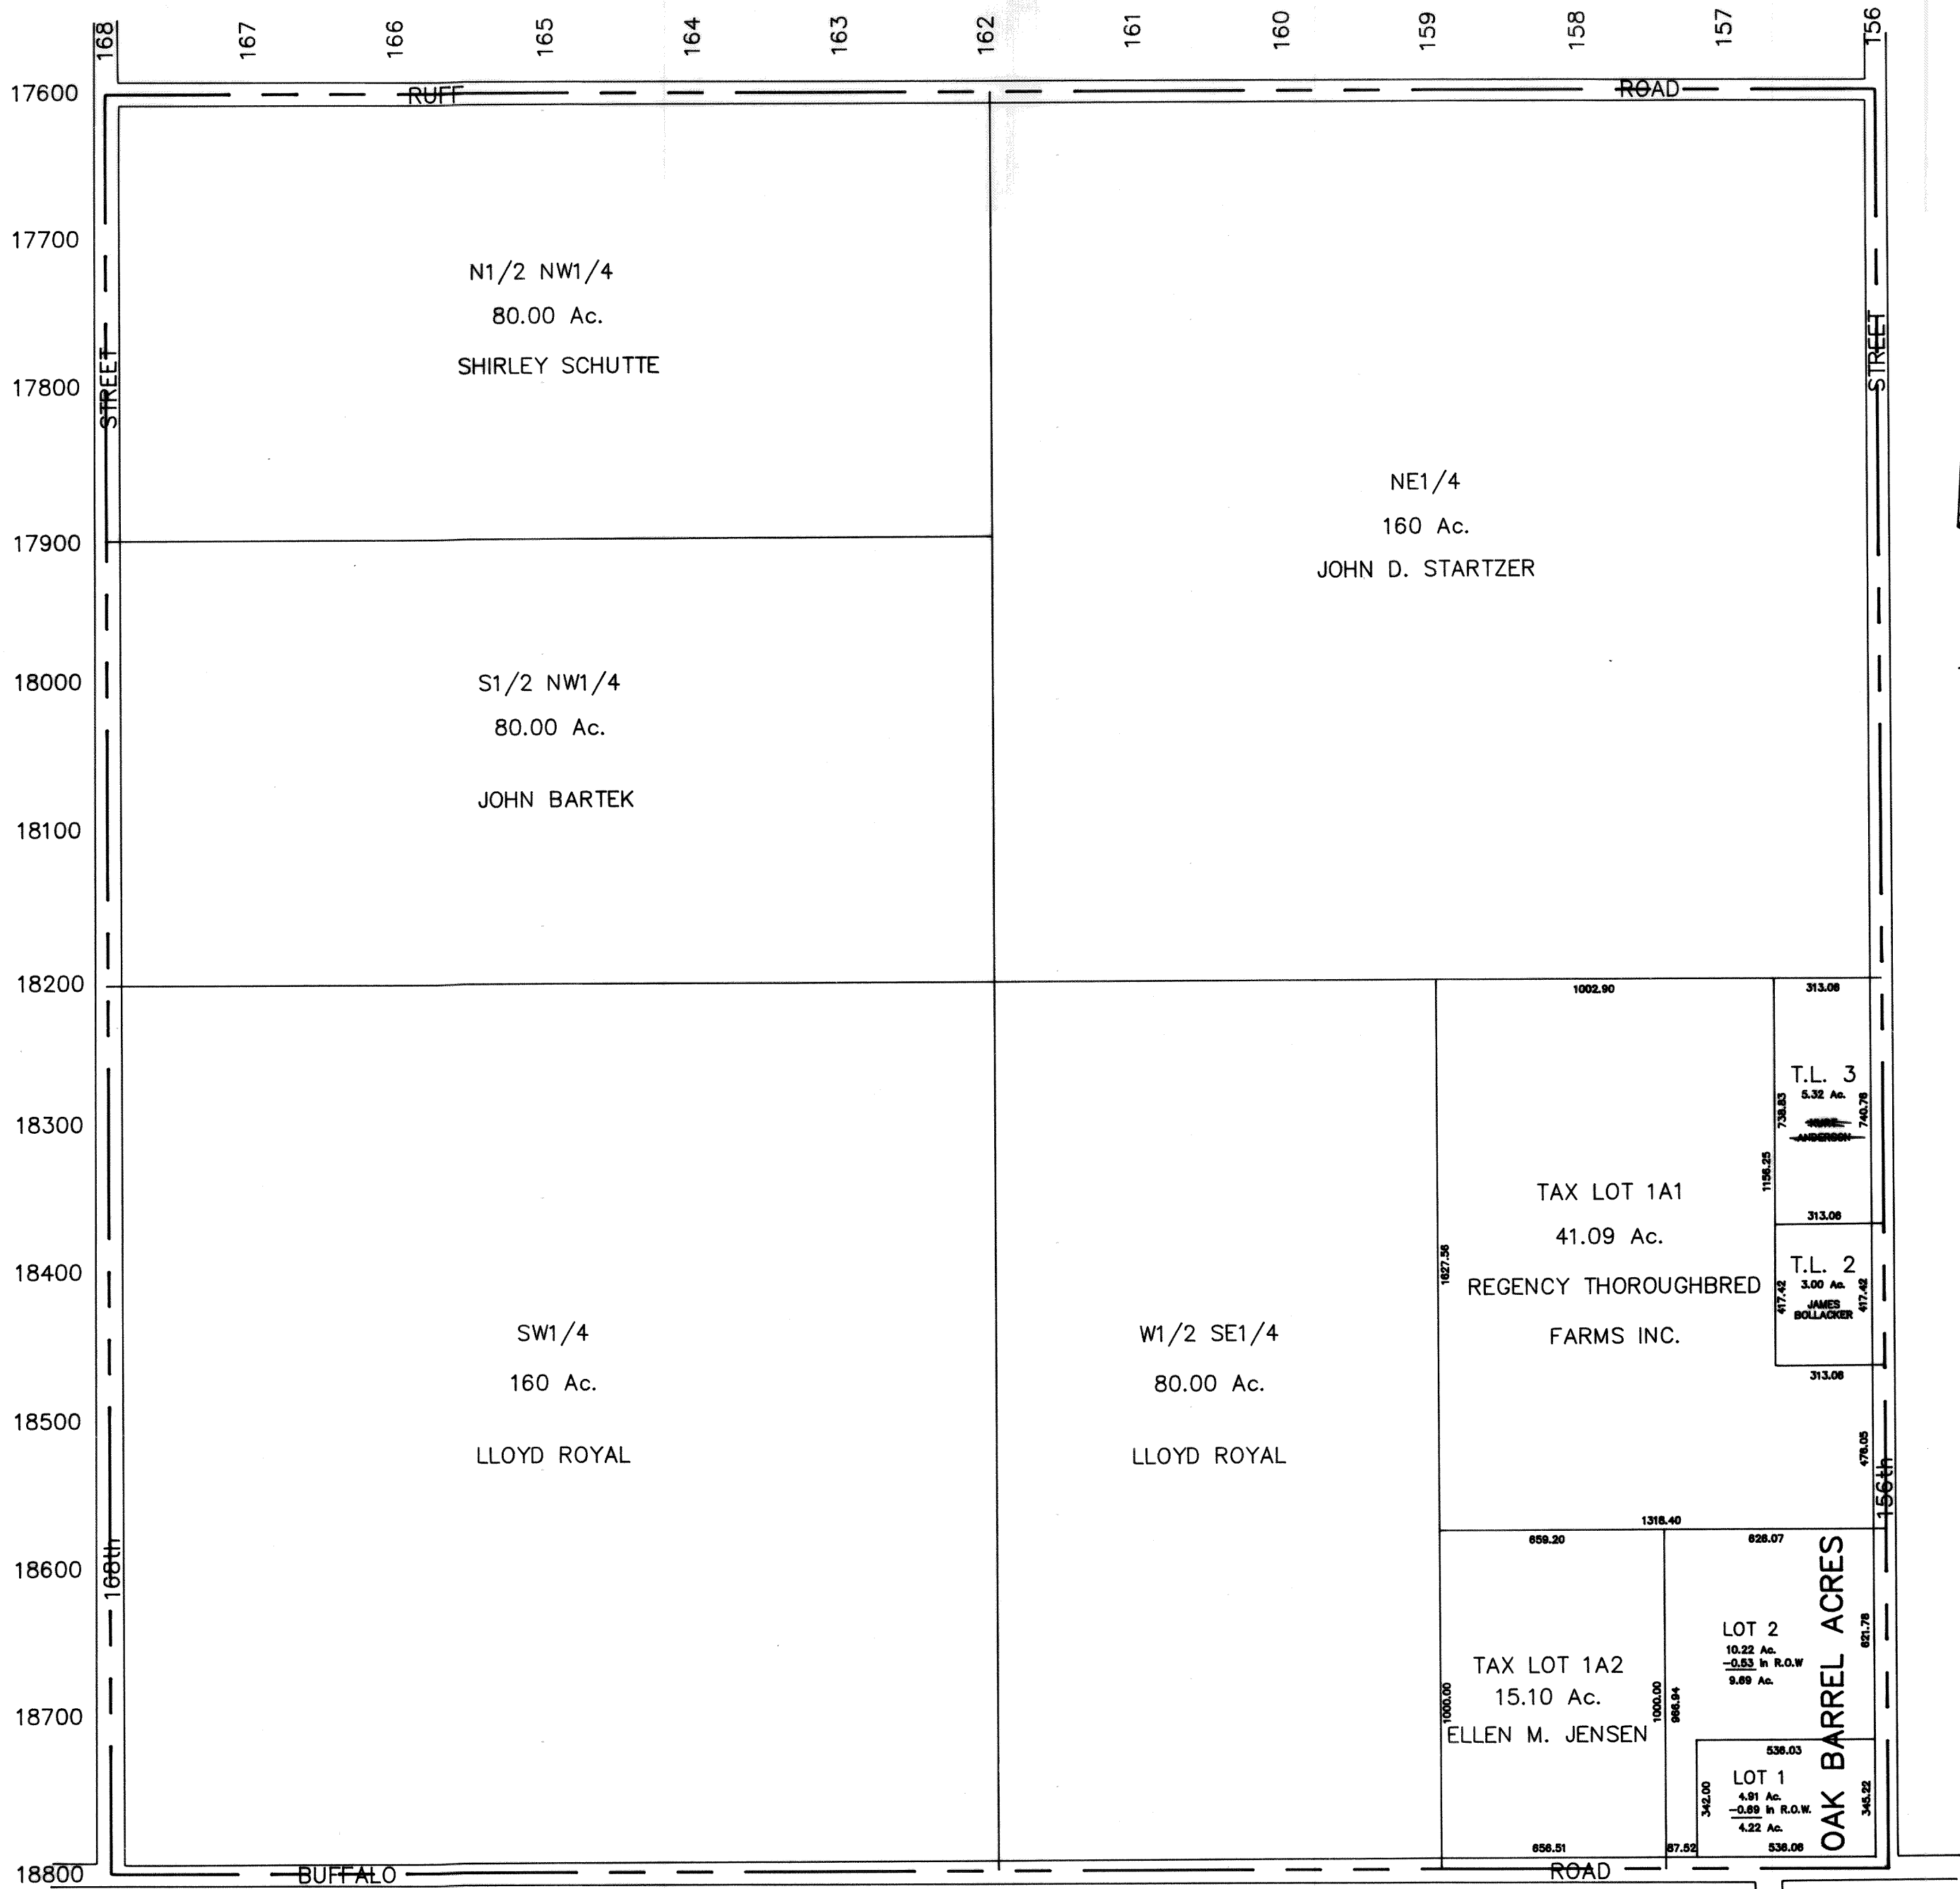 168
167
166
165
164
163
162
161
160
159
158
157
156
17600
17700
17800
17900
18000
18100
18200
18300
18400
18500
18600
18700
18800
RUFF ROAD
STREET
STREET
N1/2 NW1/4
80.00 Ac.
SHIRLEY SCHUTTE
NE1/4
160 Ac.
JOHN D. STARTZER
S1/2 NW1/4
80.00 Ac.
JOHN BARTEK
1002.90
313.06
T.L. 3
5.32 Ac.
ANDERSON
738.83
740.76
1156.25
313.06
TAX LOT 1A1
41.09 Ac.
REGENCY THOROUGHBRED
FARMS INC.
1627.56
T.L. 2
3.00 Ac.
JAMES
BOLLACKER
417.42
417.42
313.06
SW1/4
160 Ac.
LLOYD ROYAL
W1/2 SE1/4
80.00 Ac.
LLOYD ROYAL
476.05
156th
168th
1316.40
659.20
626.07
TAX LOT 1A2
15.10 Ac.
ELLEN M. JENSEN
1000.00
1000.00
966.94
LOT 2
10.22 Ac.
-0.53 In R.O.W
9.69 Ac.
621.78
OAK BARREL ACRES
536.03
LOT 1
4.91 Ac.
-0.69 In R.O.W.
4.22 Ac.
342.00
345.22
656.51
87.52
536.06
BUFFALO ROAD